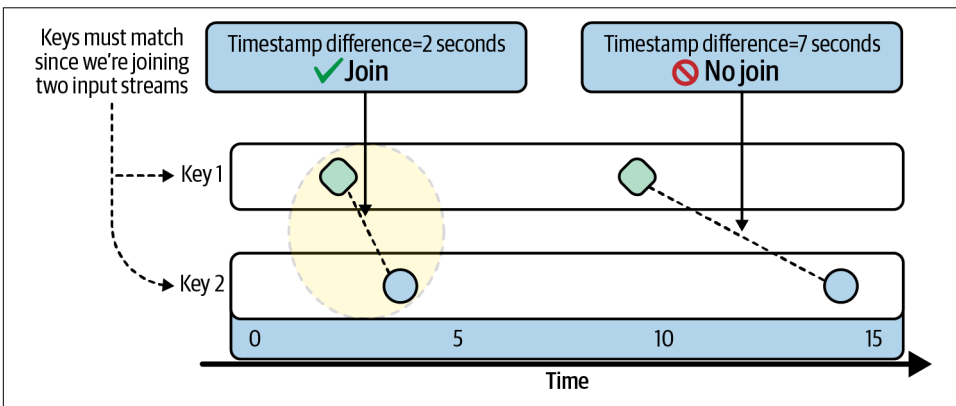 Keys must match
since we're joining
two input streams
Timestamp difference=2 seconds
Join
Timestamp difference=7 seconds
No join
Key 1
Key 2
0 5 10 15
Time